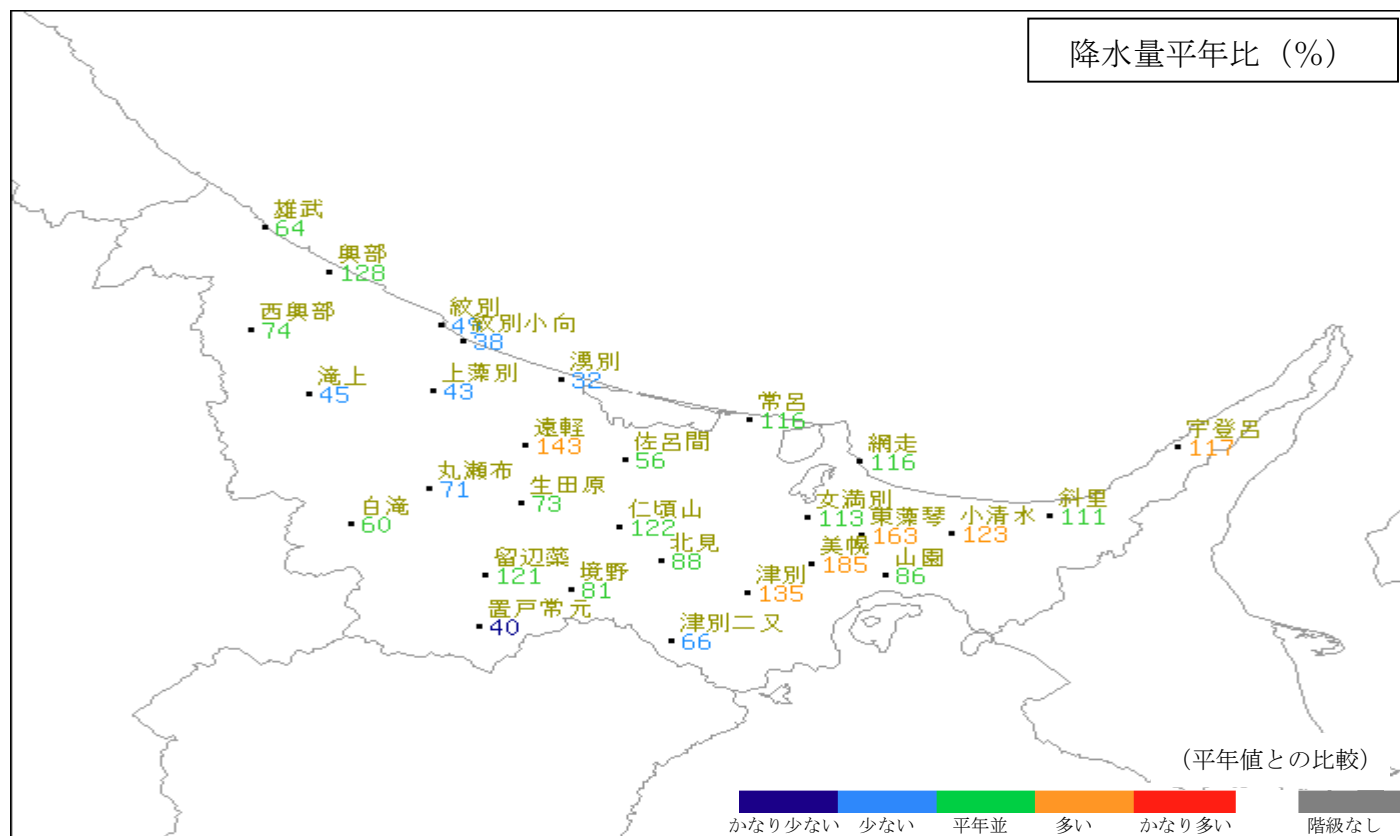 降水量平年比（％）
雄武
64
興部
128
西興部
74
紋別
49
紋別小向
38
滝上
45
上藻別
43
湧別
32
常呂
116
遠軽
143
佐呂間
56
網走
116
宇登呂
117
丸瀬布
71
生田原
73
白滝
60
仁頃山
122
女満別
113
東藻琴
163
小清水
123
斜里
111
北見
88
美幌
185
山園
86
留辺蘂
121
境野
81
津別
135
置戸常元
40
津別二又
66
（平年値との比較）
かなり少ない 少ない 平年並 多い かなり多い 階級なし